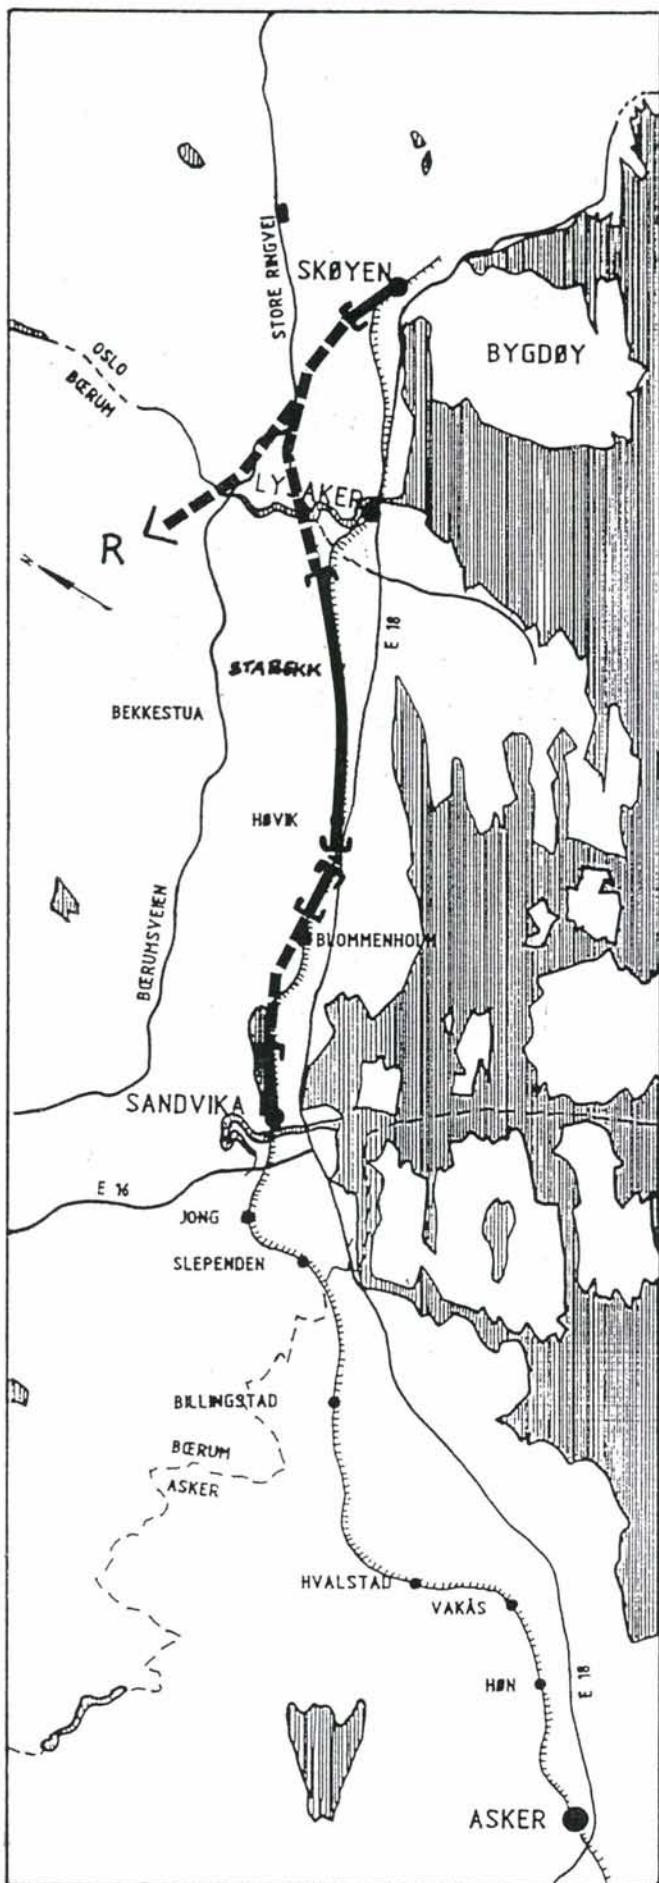 STORE RINGVEI
SKØYEN
BYGDØY
OSLO
BÆRUM
LYSAKER
R
N
E 18
STABEKK
BEKKESTUA
HØVIK
BLOMMENHOLM
BÆRUMSVEIEN
SANDVIKA
E 16
JONG
SLEPENDEN
BILLINGSTAD
BÆRUM
ASKER
HVALSTAD
VAKÅS
HØN
E 18
ASKER